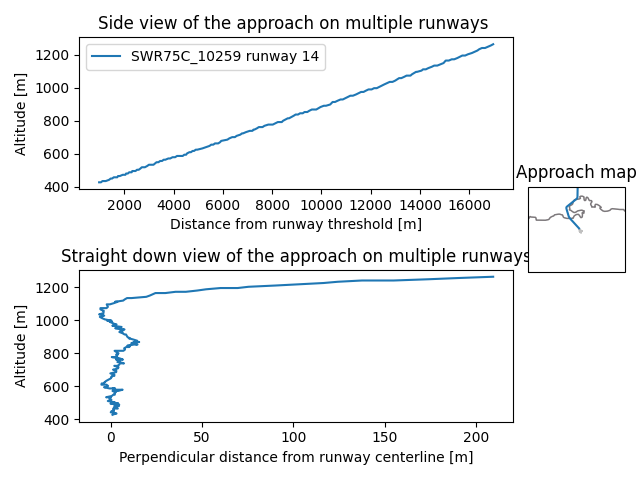 Side view of the approach on multiple runways
Altitude [m]
1200
1000
800
600
400
SWR75C_10259 runway 14
2000 4000 6000 8000 10000 12000 14000 16000
Distance from runway threshold [m]
Approach map
Straight down view of the approach on multiple runways
Altitude [m]
1200
1000
800
600
400
0 50 100 150 200
Perpendicular distance from runway centerline [m]